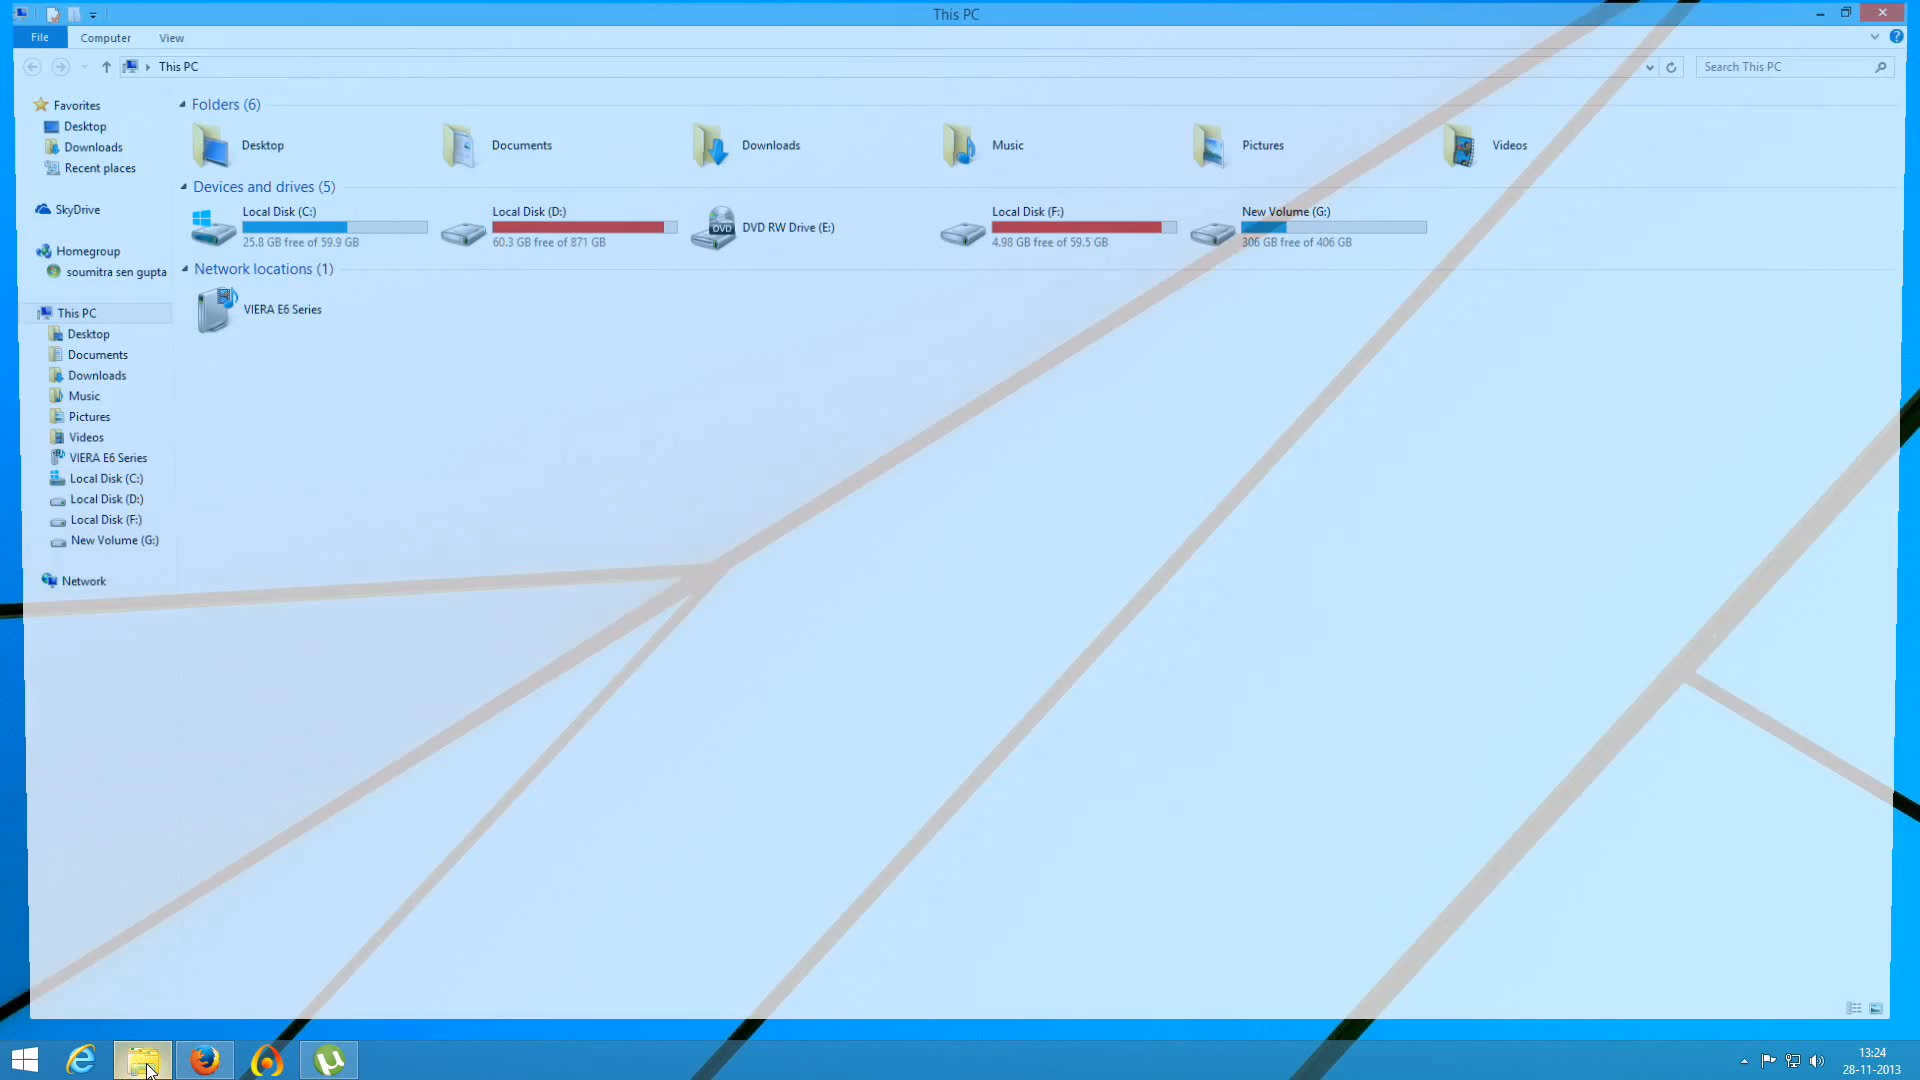 This PC
File Computer View
This PC
Search This PC
Favorites
Desktop
Downloads
Recent places
SkyDrive
Homegroup
soumitra sen gupta
This PC
Desktop
Documents
Downloads
Music
Pictures
Videos
VIERA E6 Series
Local Disk (C:)
Local Disk (D:)
Local Disk (F:)
New Volume (G:)
Network
Folders (6)
Desktop Documents Downloads Music Pictures Videos
Devices and drives (5)
Local Disk (C:)
25.8 GB free of 59.9 GB
Local Disk (D:)
60.3 GB free of 871 GB
DVD
DVD RW Drive (E:)
Local Disk (F:)
4.98 GB free of 59.5 GB
New Volume (G:)
306 GB free of 406 GB
Network locations (1)
VIERA E6 Series
13:24
28-11-2013